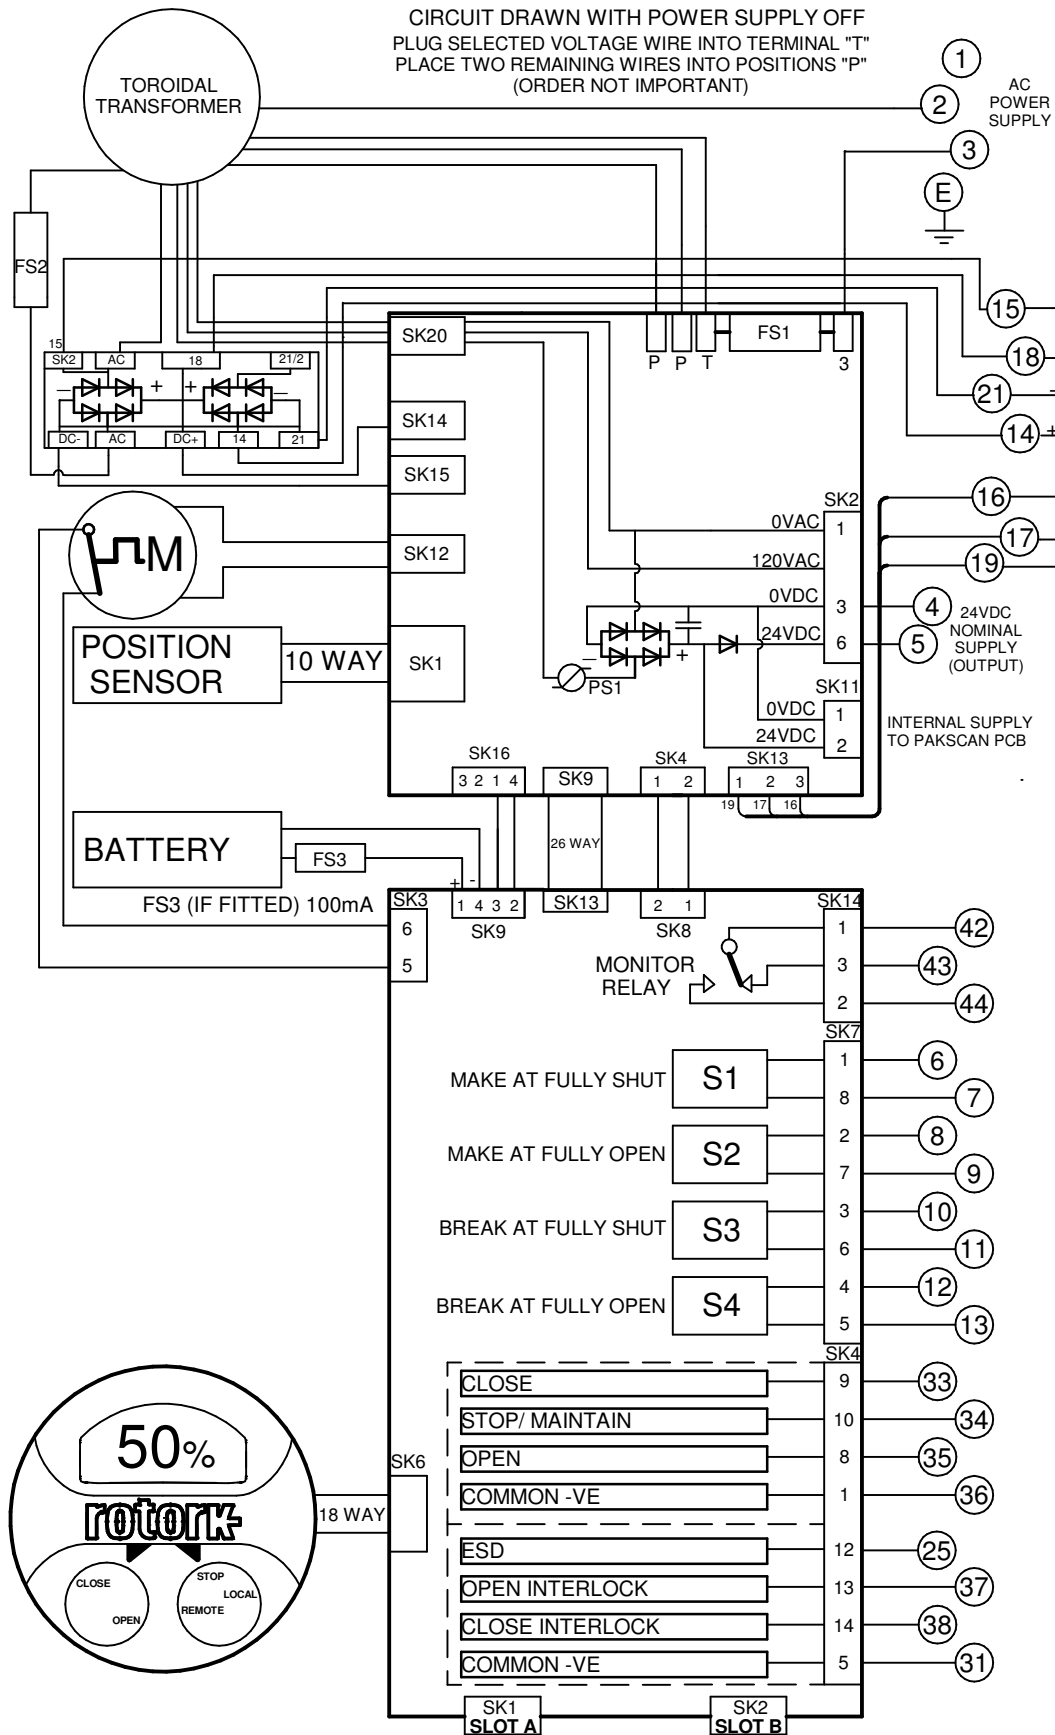 CIRCUIT DRAWN WITH POWER SUPPLY OFF
PLUG SELECTED VOLTAGE WIRE INTO TERMINAL "T"
PLACE TWO REMAINING WIRES INTO POSITIONS "P"
(ORDER NOT IMPORTANT)
TOROIDAL
TRANSFORMER
1
2
3
E
AC
POWER
SUPPLY
FS2
15
SK2
AC
18
21/2
− + + −
DC-
AC
DC+
14
21
SK20
SK14
SK15
SK12
SK1
P P T
FS1
3
15
18
21 -
14 +
16
17
19
M
POSITION
SENSOR
10 WAY
SK2
0VAC 1
120VAC
0VDC 3
24VDC 6
− +
PS1
4
5
24VDC
NOMINAL
SUPPLY
(OUTPUT)
SK11
0VDC 1
24VDC 2
INTERNAL SUPPLY
TO PAKSCAN PCB
.
SK16
3 2 1 4
SK9
SK4
1 2
SK13
1 2 3
19 17 16
26 WAY
BATTERY
FS3
FS3 (IF FITTED) 100mA
+ -
1 4 3 2
SK9
SK13
2 1
SK8
SK3
6
5
MONITOR
RELAY
SK14
1 42
3 43
2 44
SK7
MAKE AT FULLY SHUT S1
1 6
8 7
MAKE AT FULLY OPEN S2
2 8
7 9
BREAK AT FULLY SHUT S3
3 10
6 11
BREAK AT FULLY OPEN S4
4 12
5 13
SK4
CLOSE 9 33
STOP/ MAINTAIN 10 34
OPEN 8 35
COMMON -VE 1 36
ESD 12 25
OPEN INTERLOCK 13 37
CLOSE INTERLOCK 14 38
COMMON -VE 5 31
50%
rotork
CLOSE
OPEN
STOP
LOCAL
REMOTE
18 WAY
SK6
SK1
SLOT A
SK2
SLOT B